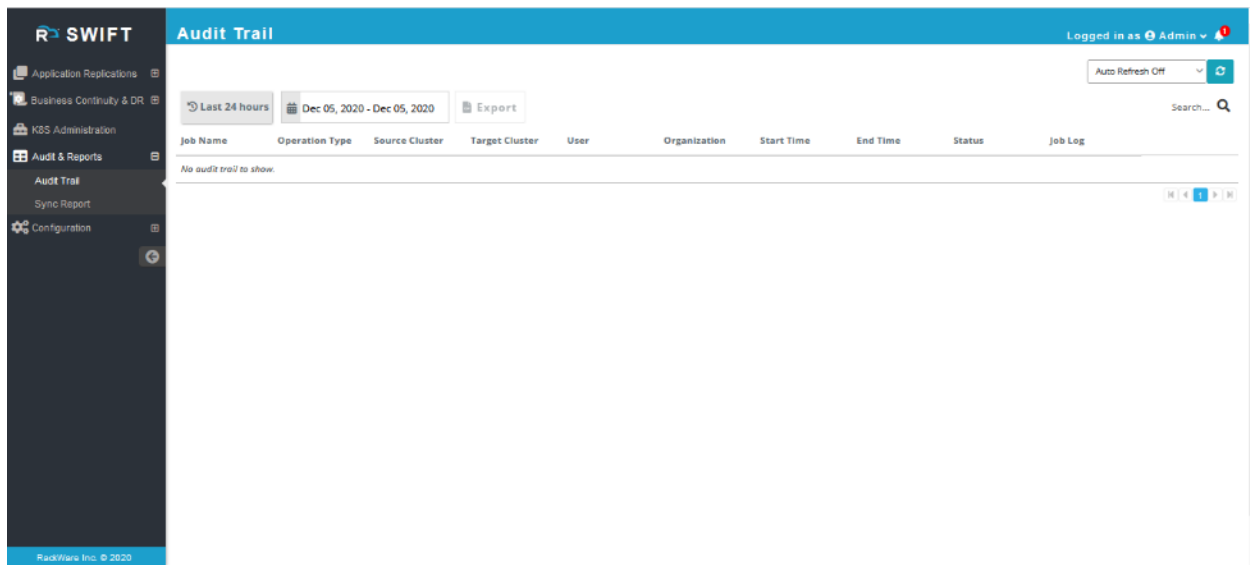 SWIFT
Audit Trail
Logged in as Admin
1
Application Replications
Business Continuity & DR
K8S Administration
Audit & Reports
Audit Trail
Sync Report
Configuration
Auto Refresh Off
Last 24 hours
Dec 05, 2020 - Dec 05, 2020
Export
Search...
Job Name Operation Type Source Cluster Target Cluster User Organization Start Time End Time Status Job Log
No audit trail to show.
1
RackWare Inc. © 2020